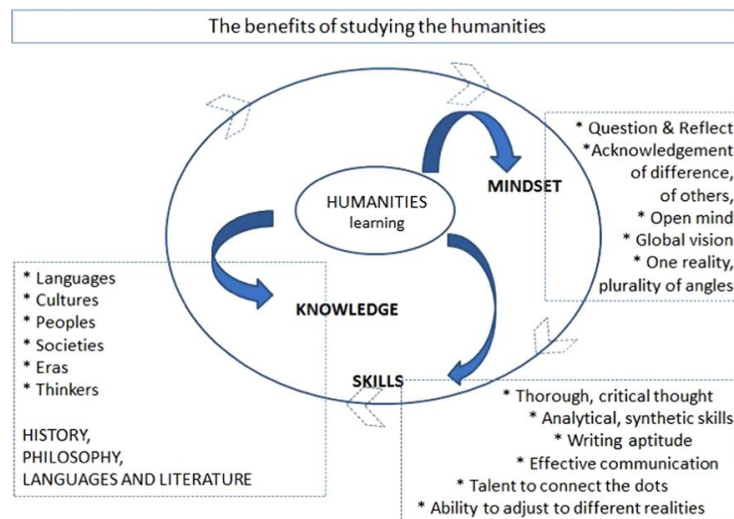 The benefits of studying the humanities
HUMANITIES
learning
MINDSET
* Question & Reflect
*Acknowledgement
of difference,
of others,
* Open mind
* Global vision
* One reality,
plurality of angles
KNOWLEDGE
* Languages
* Cultures
* Peoples
* Societies
* Eras
* Thinkers
HISTORY,
PHILOSOPHY,
LANGUAGES AND LITERATURE
SKILLS
* Thorough, critical thought
* Analytical, synthetic skills
* Writing aptitude
* Effective communication
* Talent to connect the dots
* Ability to adjust to different realities